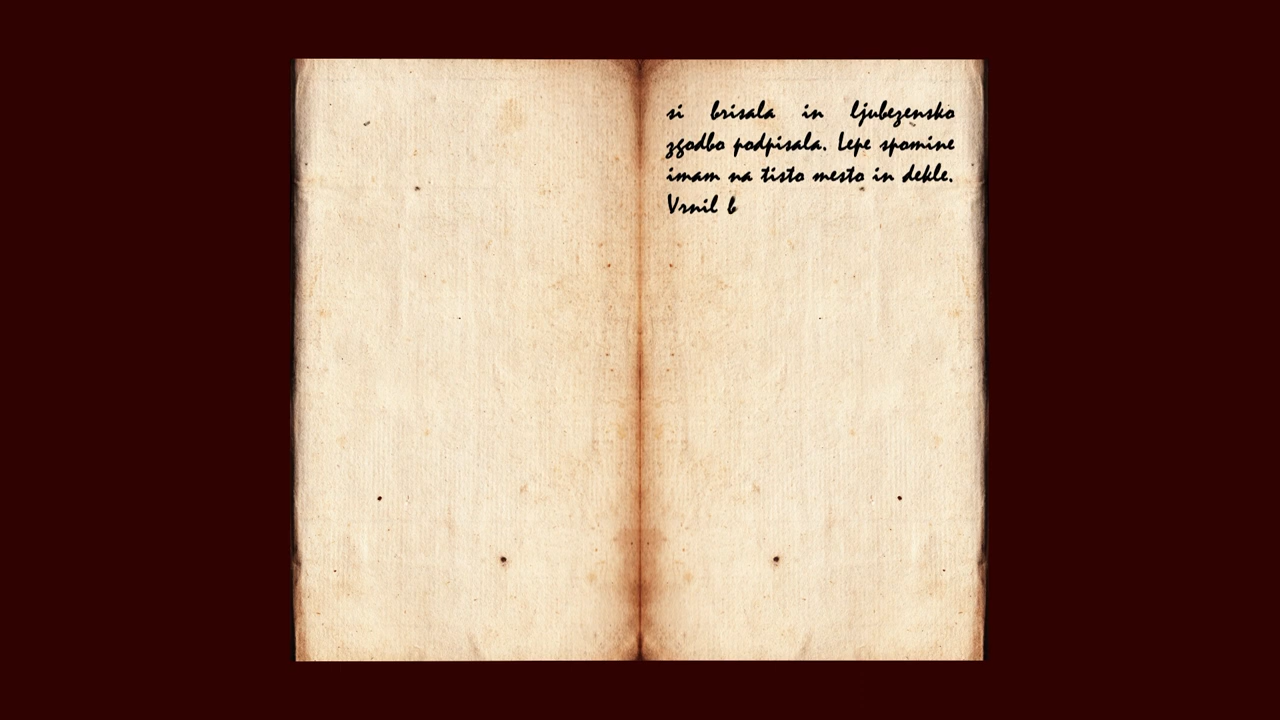 si brisala in ljubezensko
zgodbo podpisala. Lepe spomine
imam na tisto mesto in dekle.
Vrnil b